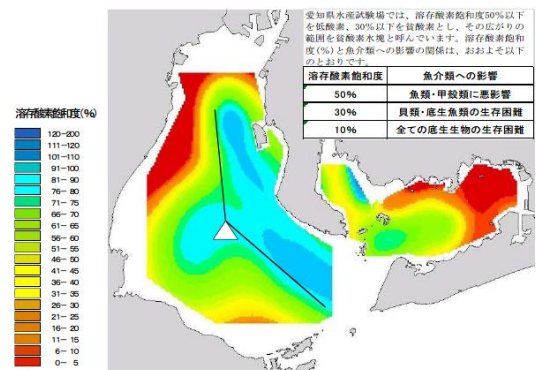 愛知県水産試験場では、溶存酸素飽和度50%以下
を低酸素、30%以下を貧酸素とし、その広がりの
範囲を貧酸素水塊と呼んでいます。溶存酸素飽和
度(%)と魚介類への影響の関係は、おおよそ以下
のとおりです。
溶存酸素飽和度 魚介類への影響
50% 魚類・甲殻類に悪影響
30% 貝類・底生魚類の生存困難
10% 全ての底生生物の生存困難
溶存酸素飽和度(%)
120-200
111-120
101-110
91-100
81-90
76-80
71-75
66-70
61-65
56-60
51-55
46-50
41-45
36-40
31-35
26-30
21-25
16-20
11-15
6-10
0-5